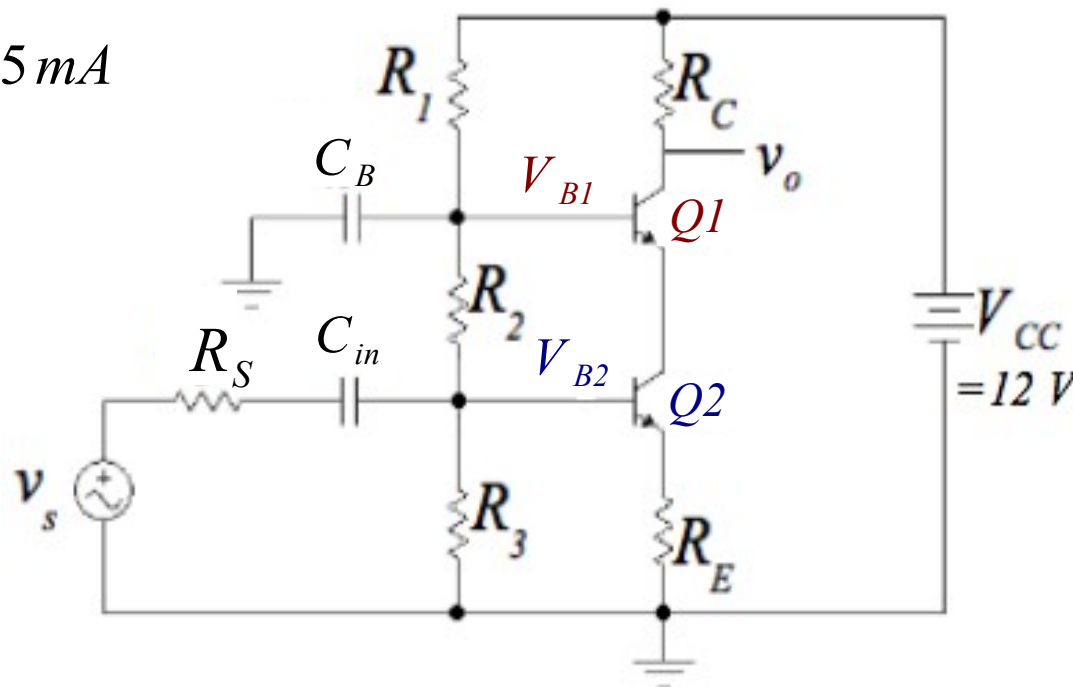 5 mA
R1
RC
CB
VB1
vo
Q1
R2
VCC
= 12 V
RS
Cin
VB2
Q2
+
vs
R3
RE